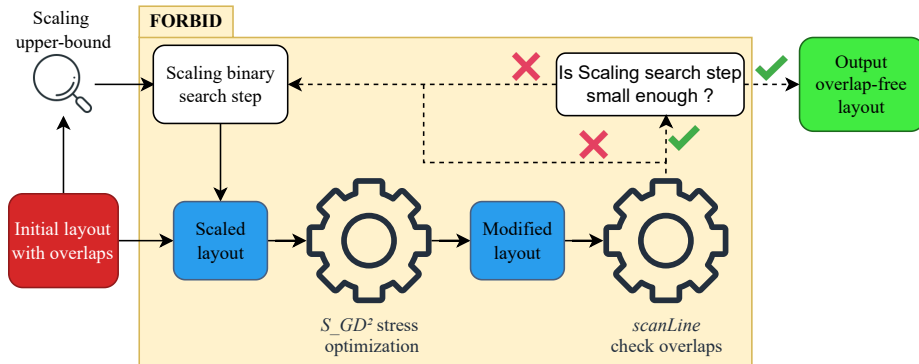 Scaling
upper-bound
FORBID
Scaling binary
search step
Is Scaling search step
small enough ?
Output
overlap-free
layout
Initial layout
with overlaps
Scaled
layout
Modified
layout
S_GD² stress
optimization
scanLine
check overlaps